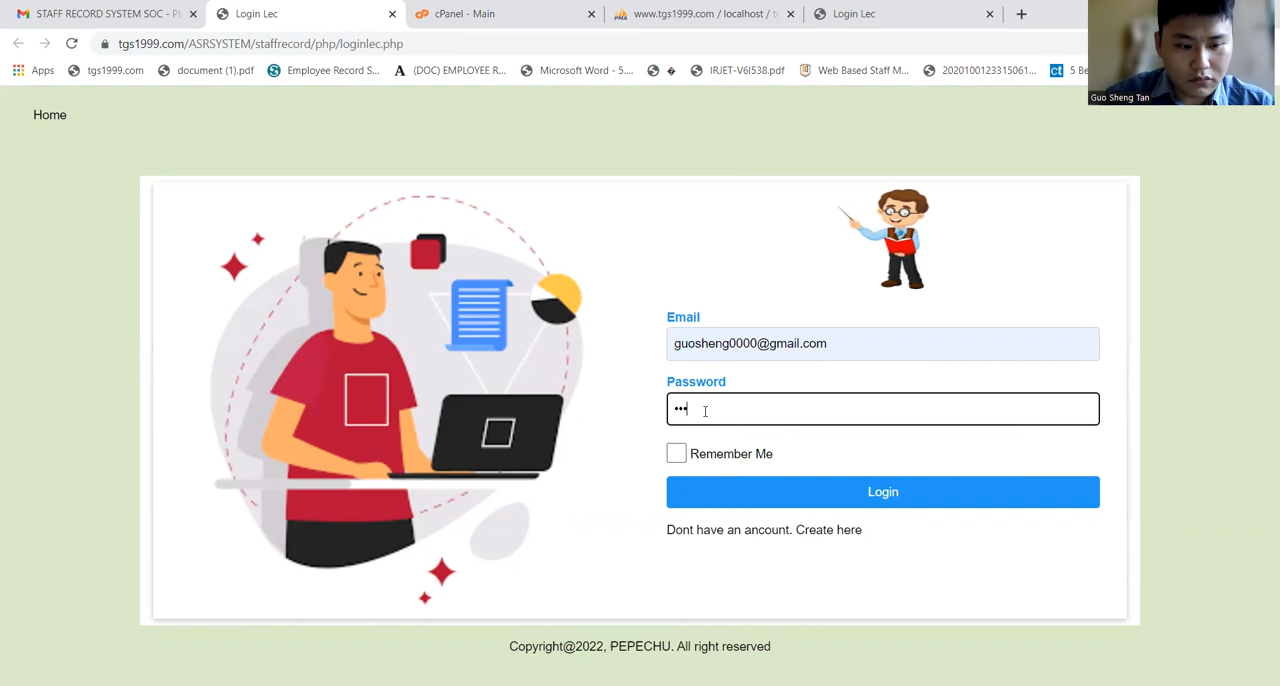 STAFF RECORD SYSTEM SOC - P
Login Lec
cPanel - Main
www.tgs1999.com / localhost / t
Login Lec
tgs1999.com/ASRSYSTEM/staffrecord/php/loginlec.php
Apps
tgs1999.com
document (1).pdf
Employee Record S...
(DOC) EMPLOYEE R...
Microsoft Word - 5....
IRJET-V6I538.pdf
Web Based Staff M...
2020100123315061...
5 Be
Guo Sheng Tan
Home
Email
guosheng0000@gmail.com
Password
•••
Remember Me
Login
Dont have an ancount. Create here
Copyright@2022, PEPECHU. All right reserved